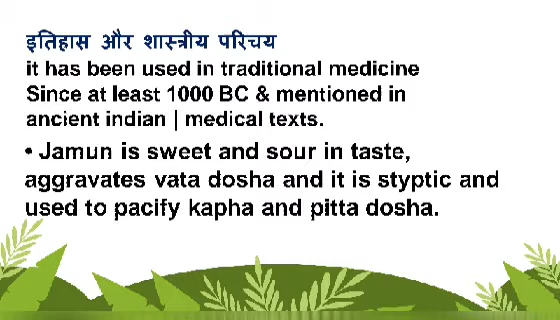 इतिहास और शास्त्रीय परिचय
it has been used in traditional medicine
Since at least 1000 BC & mentioned in
ancient indian | medical texts.
• Jamun is sweet and sour in taste,
aggravates vata dosha and it is styptic and
used to pacify kapha and pitta dosha.